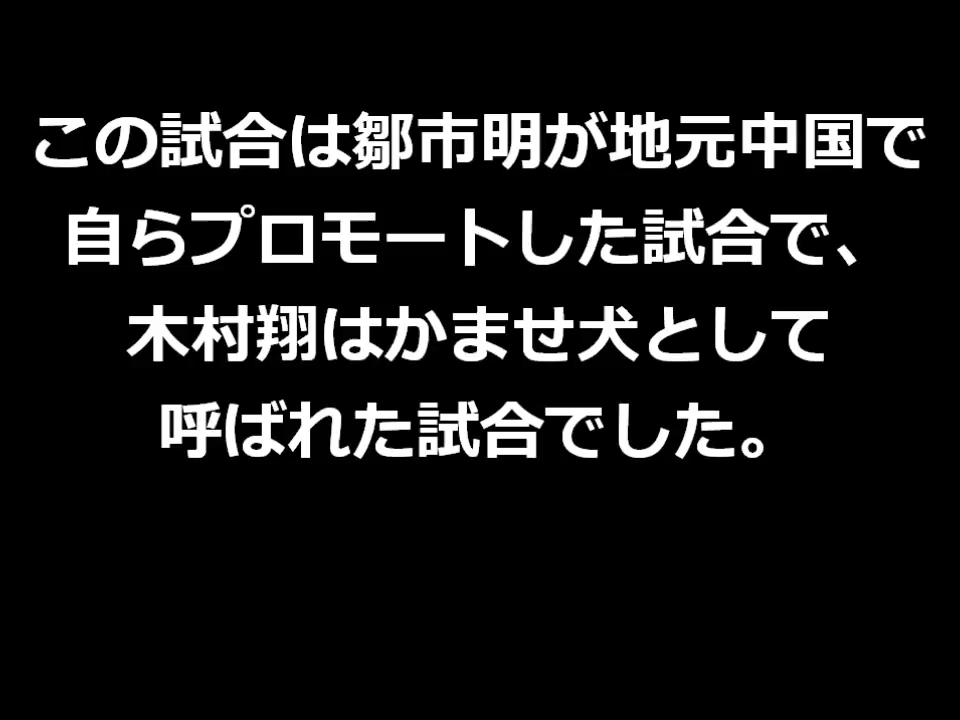 この試合は鄒市明が地元中国で
自らプロモートした試合で、
木村翔はかませ犬として
呼ばれた試合でした。